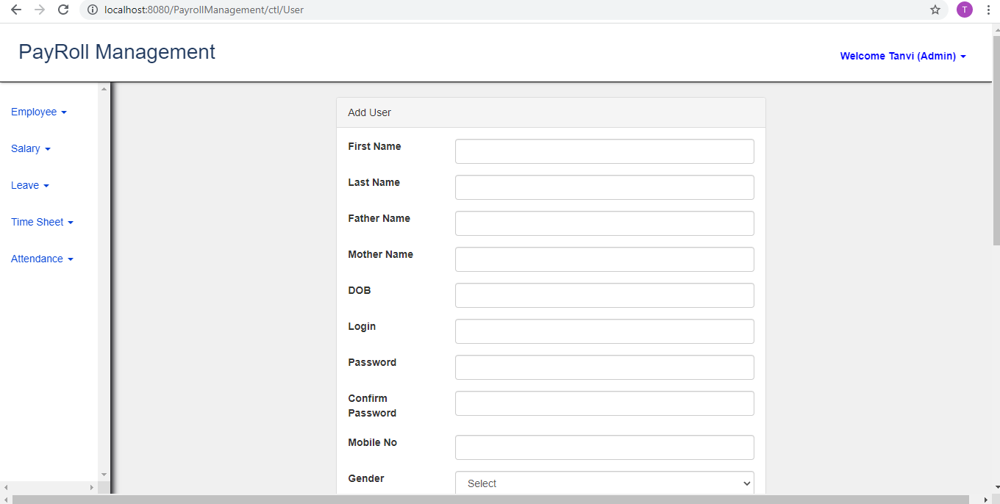 localhost:8080/PayrollManagement/ctl/User
T
PayRoll Management
Welcome Tanvi (Admin)
Employee
Salary
Leave
Time Sheet
Attendance
Add User
First Name
Last Name
Father Name
Mother Name
DOB
Login
Password
Confirm
Password
Mobile No
Gender
Select